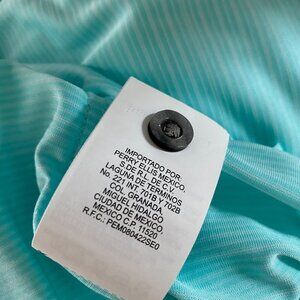 IMPORTADO POR:
PERRY ELLIS MEXICO,
S.DE R.L. DE C.V.
LAGUNA DE TERMINOS
No. 221 INT. 701B Y 702B
COL. GRANADA,
MIGUEL HIDALGO
CIUDAD DE MEXICO.
MEXICO C.P. 11520
R.F.C.: PEM080422SE0